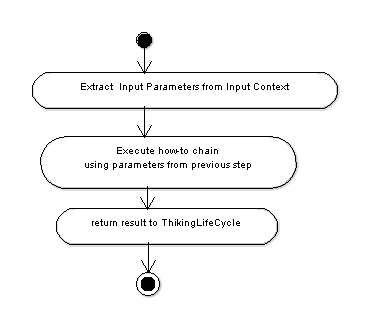 Extract Input Parameters from Input Context
Execute how-to chain
using parameters from previous step
return result to ThikingLifeCycle